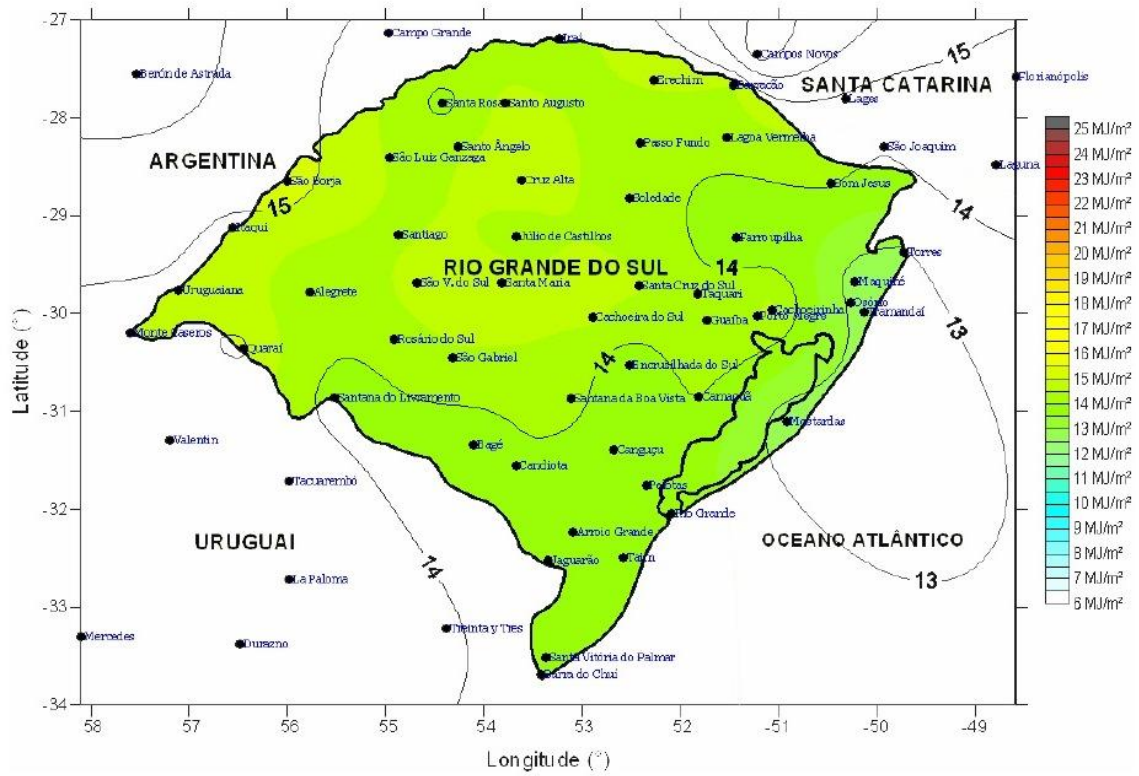 -27
Campo Grande
Iraí
Campos Novos
15
Berón de Astrada
Erechim
SANTA CATARINA
Florianópolis
Lages
Santa Rosa
Santo Augusto
25 MJ/m²
24 MJ/m²
23 MJ/m²
22 MJ/m²
21 MJ/m²
20 MJ/m²
19 MJ/m²
18 MJ/m²
17 MJ/m²
16 MJ/m²
15 MJ/m²
14 MJ/m²
13 MJ/m²
12 MJ/m²
11 MJ/m²
10 MJ/m²
9 MJ/m²
8 MJ/m²
7 MJ/m²
6 MJ/m²
-28
ARGENTINA
Santo Ângelo
Passo Fundo
Lagoa Vermelha
São Joaquim
São Luiz Gonzaga
Laguna
São Borja
Cruz Alta
Soledade
Bom Jesus
-29
15
14
Itaqui
Santiago
Júlio de Castilhos
Farroupilha
Torres
RIO GRANDE DO SUL
14
Uruguaiana
Alegrete
São V. do Sul
Santa Maria
Santa Cruz do Sul
Taquari
Maquiné
-30
Monte Caseros
Cachoeira do Sul
Guaíba
Porto Alegre
Cachoeirinha
Osório
Tramandaí
13
Quaraí
Rosário do Sul
São Gabriel
14
Encruzilhada do Sul
-31
Santana do Livramento
Santana da Boa Vista
Camaquã
Mostardas
Valentin
Bagé
Canguçu
Candiota
Tacuarembó
Pelotas
-32
Rio Grande
URUGUAI
Arroio Grande
OCEANO ATLÂNTICO
14
Jaguarão
Taim
13
La Paloma
-33
Mercedes
Durazno
Treinta y Tres
Santa Vitória do Palmar
Barra do Chuí
-34
58
57
56
55
54
53
52
51
-50
-49
Latitude (°)
Longitude (°)